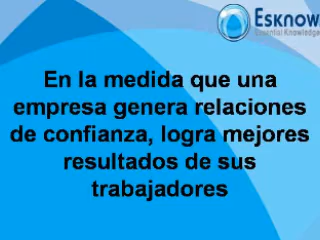 Esknow
Essential Knowledge
En la medida que una
empresa genera relaciones
de confianza, logra mejores
resultados de sus
trabajadores